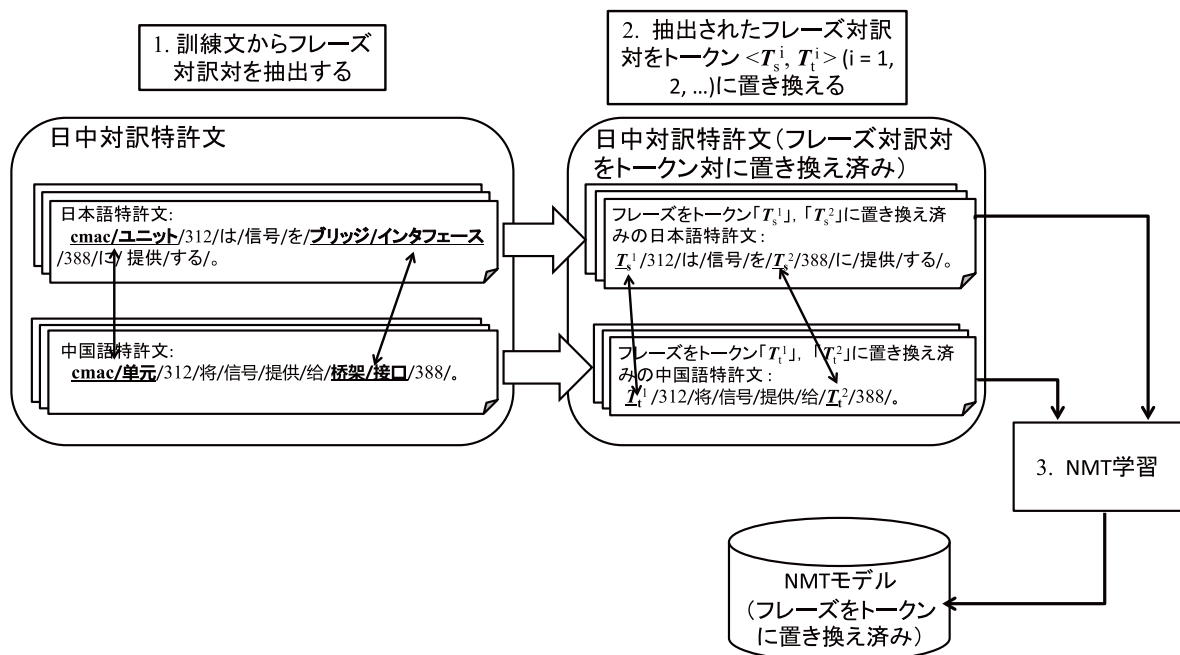 1. 訓練文からフレーズ
対訳対を抽出する
2. 抽出されたフレーズ対訳
対をトークン <Tₛⁱ, Tₜⁱ> (i = 1,
2, ...)に置き換える
日中対訳特許文
日本語特許文:
cmac/ユニット/312/は/信号/を/ブリッジ/インタフェース
/388/に/ 提供/する/。
中国語特許文:
cmac/单元/312/将/信号/提供/给/桥架/接口/388/。
日中対訳特許文(フレーズ対訳対
をトークン対に置き換え済み)
フレーズをトークン「Tₛ¹」, 「Tₛ²」に置き換え済
みの日本語特許文:
Tₛ¹/312/は/信号/を/Tₛ²/388/に/提供/する/。
フレーズをトークン「Tₜ¹」, 「Tₜ²」に置き換え済
みの中国語特許文:
Tₜ¹/312/将/信号/提供/给/Tₜ²/388/。
3. NMT学習
NMTモデル
(フレーズをトークン
に置き換え済み)